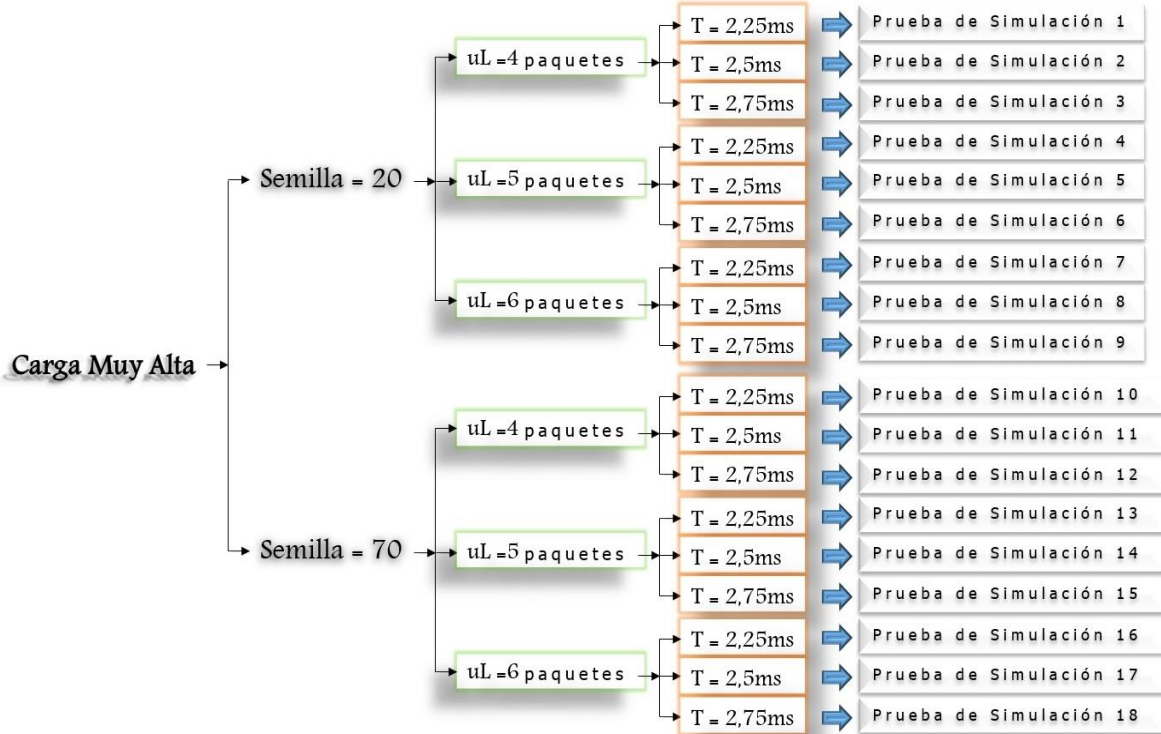 Carga Muy Alta
Semilla = 20
uL =4 paquetes
T = 2,25ms
Prueba de Simulación 1
T = 2,5ms
Prueba de Simulación 2
T = 2,75ms
Prueba de Simulación 3
uL =5 paquetes
T = 2,25ms
Prueba de Simulación 4
T = 2,5ms
Prueba de Simulación 5
T = 2,75ms
Prueba de Simulación 6
uL =6 paquetes
T = 2,25ms
Prueba de Simulación 7
T = 2,5ms
Prueba de Simulación 8
T = 2,75ms
Prueba de Simulación 9
Semilla = 70
uL =4 paquetes
T = 2,25ms
Prueba de Simulación 10
T = 2,5ms
Prueba de Simulación 11
T = 2,75ms
Prueba de Simulación 12
uL =5 paquetes
T = 2,25ms
Prueba de Simulación 13
T = 2,5ms
Prueba de Simulación 14
T = 2,75ms
Prueba de Simulación 15
uL =6 paquetes
T = 2,25ms
Prueba de Simulación 16
T = 2,5ms
Prueba de Simulación 17
T = 2,75ms
Prueba de Simulación 18